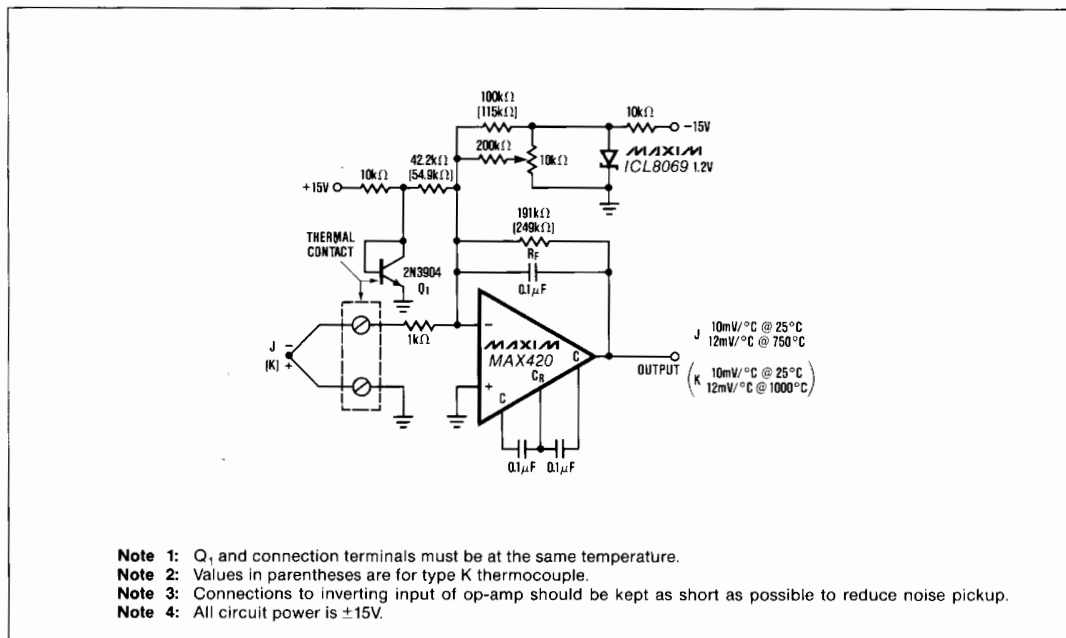 100kΩ
(115kΩ)
10kΩ
-15V
200kΩ
10kΩ
MAXIM
ICL8069 1.2V
42.2kΩ
(54.9kΩ)
10kΩ
+15V
191kΩ
(249kΩ)
RF
0.1μF
THERMAL
CONTACT
2N3904
Q1
1kΩ
J -
(K) +
-
MAXIM
MAX420
+
C
CR
C
0.1μF 0.1μF
OUTPUT
J 10mV/°C @ 25°C
12mV/°C @ 750°C
(K 10mV/°C @ 25°C
12mV/°C @ 1000°C)
Note 1: Q1 and connection terminals must be at the same temperature.
Note 2: Values in parentheses are for type K thermocouple.
Note 3: Connections to inverting input of op-amp should be kept as short as possible to reduce noise pickup.
Note 4: All circuit power is ±15V.